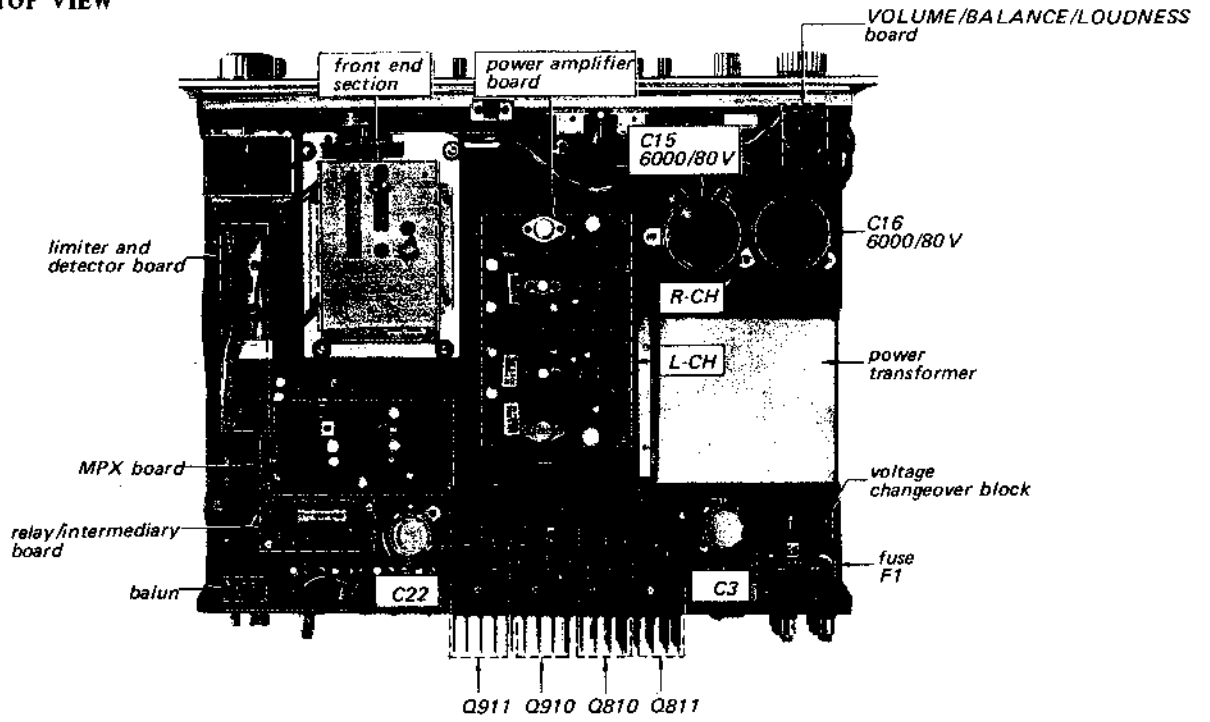 TOP VIEW
VOLUME/BALANCE/LOUDNESS
board
front end
section
power amplifier
board
C15
6000/80 V
C16
6000/80 V
limiter and
detector board
R-CH
L-CH
power
transformer
MPX board
voltage
changeover block
relay/intermediary
board
fuse
F1
balun
C22
C3
Q911 Q910 Q810 Q811